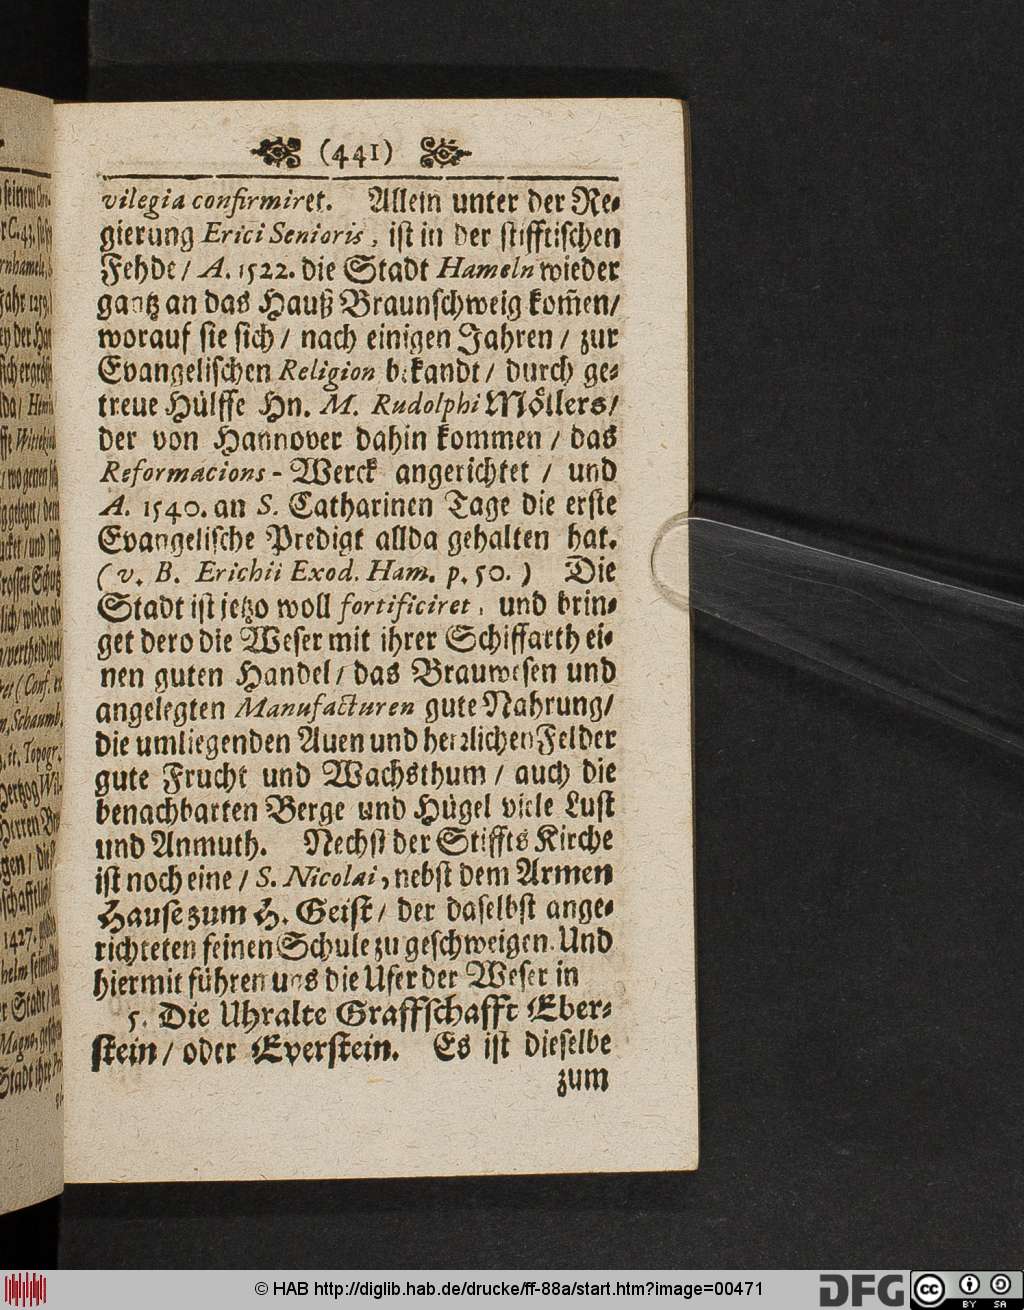 (441)
vilegia confirmiret. Allein unter der Re-
gierung Erici Senioris, ist in der stifftischen
Fehde / A. 1522. die Stadt Hameln wieder
gantz an das Hauß Braunschweig kom̃en /
worauf sie sich / nach einigen Jahren / zur
Evangelischen Religion bekandt / durch ge-
treue Hülffe Hn. M. Rudolphi Möllers /
der von Hannover dahin kommen / das
Reformacions-Werck angerichtet / und
A. 1540. an S. Catharinen Tage die erste
Evangelische Predigt allda gehalten hat.
(v. B. Erichii Exod. Ham. p. 50.) Die
Stadt ist jetzo woll fortificiret, und brin-
get dero die Weser mit ihrer Schiffarth ei-
nen guten Handel / das Brauwesen und
angelegten Manufacturen gute Nahrung /
die umliegenden Auen und herzlichen Felder
gute Frucht und Wachsthum / auch die
benachbarten Berge und Hügel viele Lust
und Anmuth. Nechst der Stiffts Kirche
ist noch eine / S. Nicolai, nebst dem Armen
Hause zum H. Geist / der daselbst ange-
richteten feinen Schule zu geschweigen. Und
hiermit führen uns die Ufer der Weser in
5. Die Uhralte Graffschafft Eber-
stein / oder Everstein. Es ist dieselbe
zum
© HAB http://diglib.hab.de/drucke/ff-88a/start.htm?image=00471
DFG
cc
BY SA